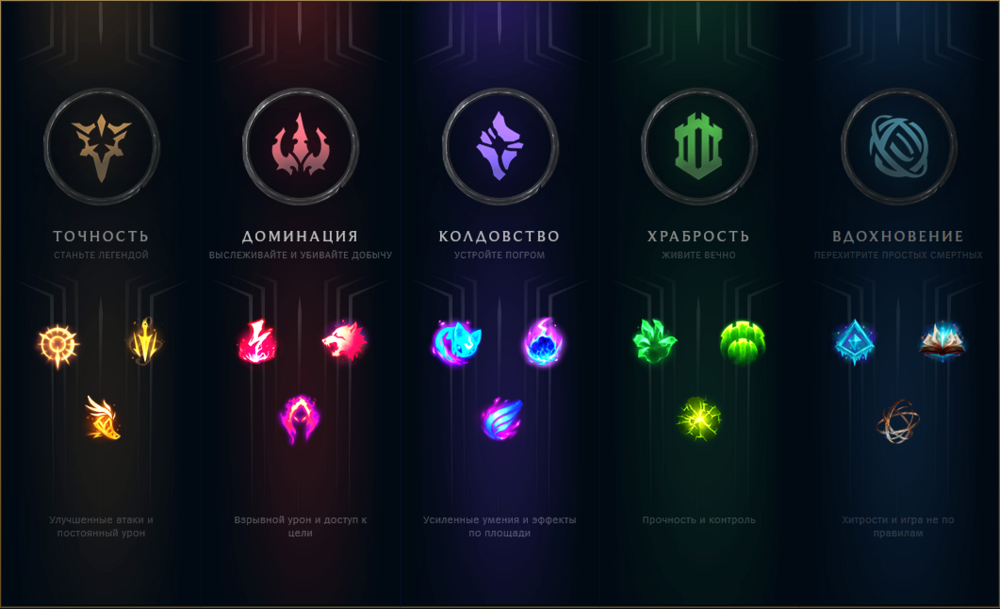 ТОЧНОСТЬ
СТАНЬТЕ ЛЕГЕНДОЙ
Улучшенные атаки и
постоянный урон
ДОМИНАЦИЯ
ВЫСЛЕЖИВАЙТЕ И УБИВАЙТЕ ДОБЫЧУ
Взрывной урон и доступ к
цели
КОЛДОВСТВО
УСТРОЙТЕ ПОГРОМ
Усиленные умения и эффекты
по площади
ХРАБРОСТЬ
ЖИВИТЕ ВЕЧНО
Прочность и контроль
ВДОХНОВЕНИЕ
ПЕРЕХИТРИТЕ ПРОСТЫХ СМЕРТНЫХ
Хитрости и игра не по
правилам